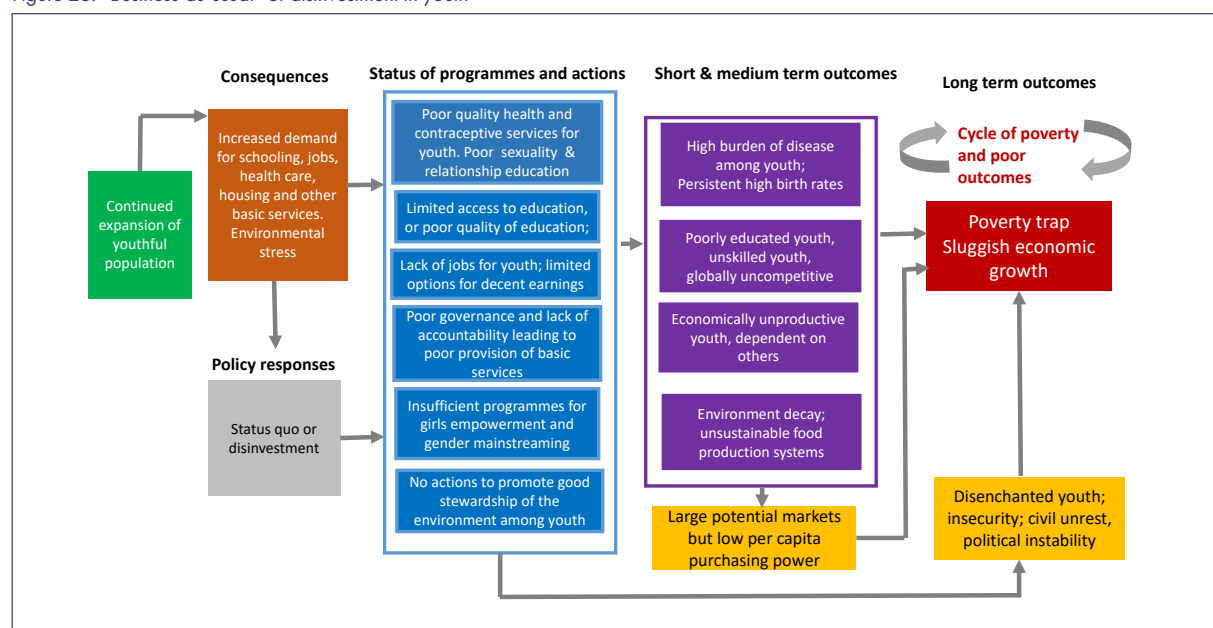 Consequences
Status of programmes and actions
Short & medium term outcomes
Long term outcomes
Continued
expansion of
youthful
population
Increased demand
for schooling, jobs,
health care,
housing and other
basic services.
Environmental
stress
Policy responses
Status quo or
disinvestment
Poor quality health and
contraceptive services for
youth. Poor sexuality &
relationship education
Limited access to education,
or poor quality of education;
Lack of jobs for youth; limited
options for decent earnings
Poor governance and lack of
accountability leading to
poor provision of basic
services
Insufficient programmes for
girls empowerment and
gender mainstreaming
No actions to promote good
stewardship of the
environment among youth
High burden of disease
among youth;
Persistent high birth rates
Poorly educated youth,
unskilled youth,
globally uncompetitive
Economically unproductive
youth, dependent on
others
Environment decay;
unsustainable food
production systems
Large potential markets
but low per capita
purchasing power
Cycle of poverty
and poor
outcomes
Poverty trap
Sluggish economic
growth
Disenchanted youth;
insecurity; civil unrest,
political instability